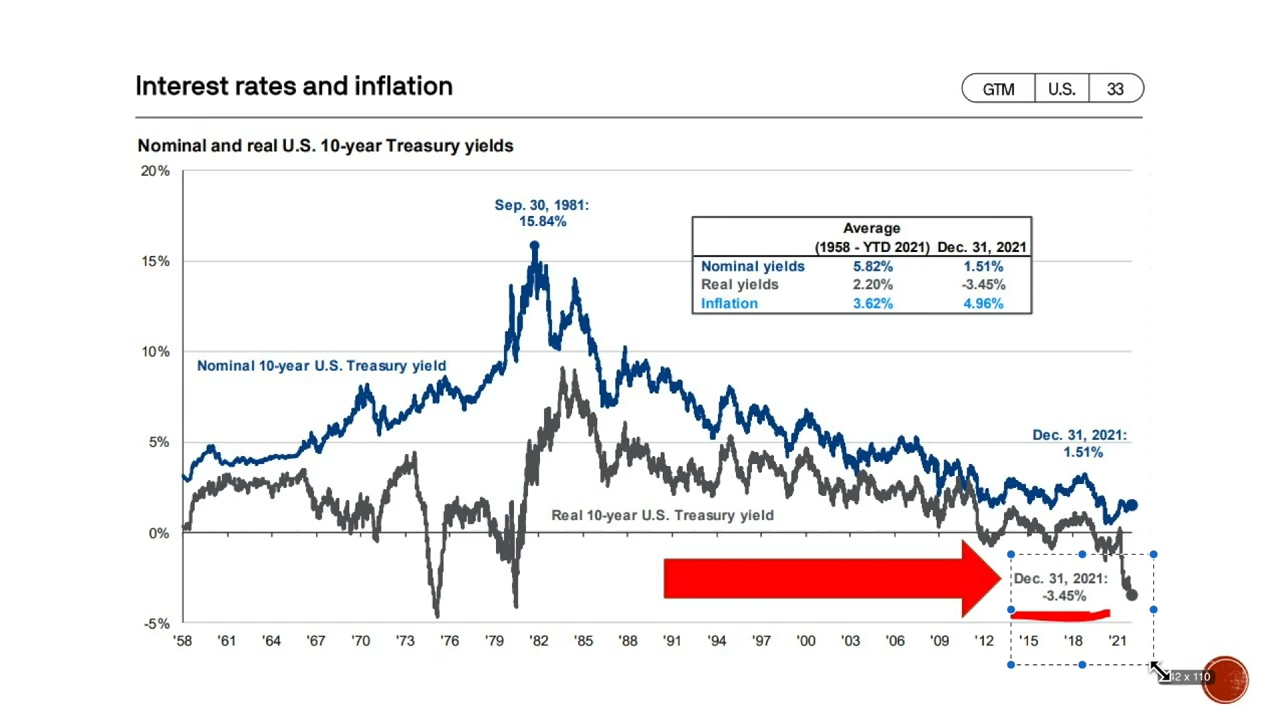 Interest rates and inflation
GTM U.S. 33
Nominal and real U.S. 10-year Treasury yields
20%
15%
10%
5%
0%
-5%
Sep. 30, 1981:
15.84%
Average
(1958 - YTD 2021) Dec. 31, 2021
Nominal yields 5.82% 1.51%
Real yields 2.20% -3.45%
Inflation 3.62% 4.96%
Nominal 10-year U.S. Treasury yield
Dec. 31, 2021:
1.51%
Real 10-year U.S. Treasury yield
Dec. 31, 2021:
-3.45%
'58 '61 '64 '67 '70 '73 '76 '79 '82 '85 '88 '91 '94 '97 '00 '03 '06 '09 '12 '15 '18 '21
x 110